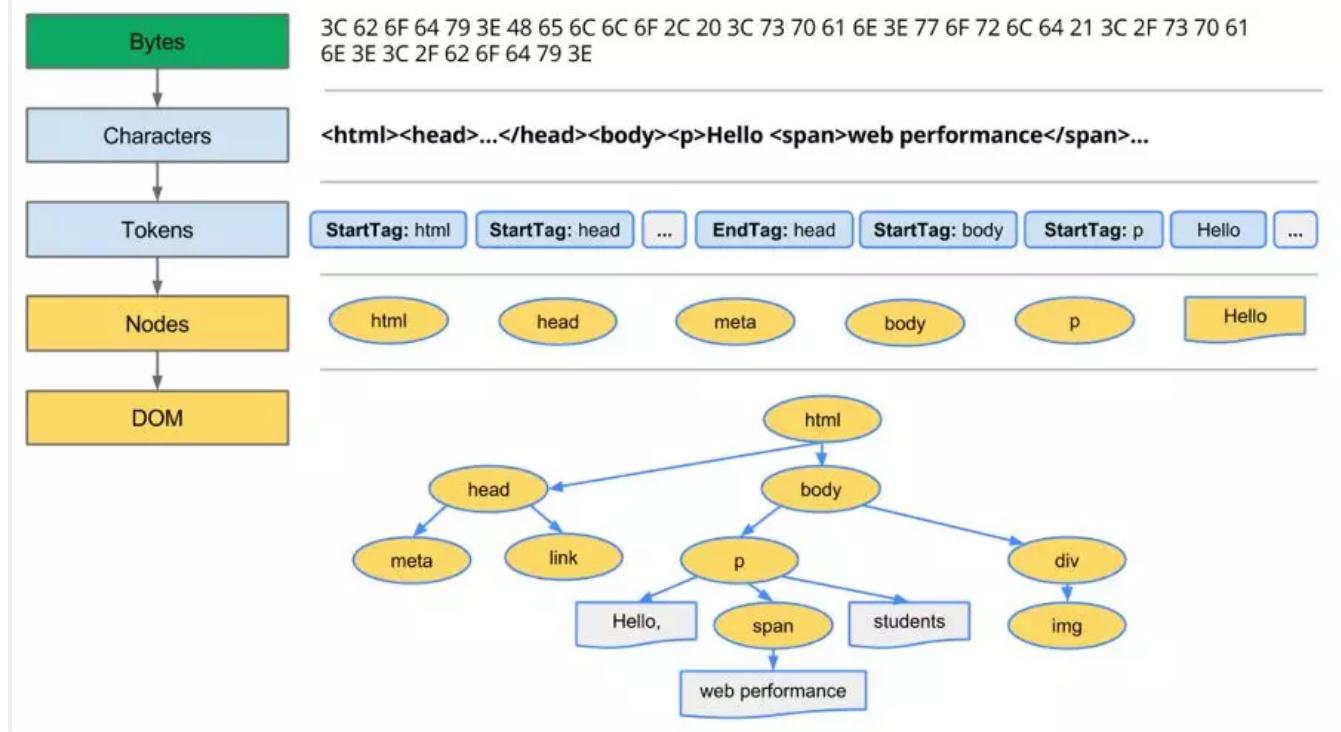 Bytes
3C 62 6F 64 79 3E 48 65 6C 6C 6F 2C 20 3C 73 70 61 6E 3E 77 6F 72 6C 64 21 3C 2F 73 70 61
6E 3E 3C 2F 62 6F 64 79 3E
Characters
<html><head>...</head><body><p>Hello <span>web performance</span>...
Tokens
StartTag: html StartTag: head ... EndTag: head StartTag: body StartTag: p Hello ...
Nodes
html head meta body p Hello
DOM
html
head body
meta link p div
Hello, span students img
web performance